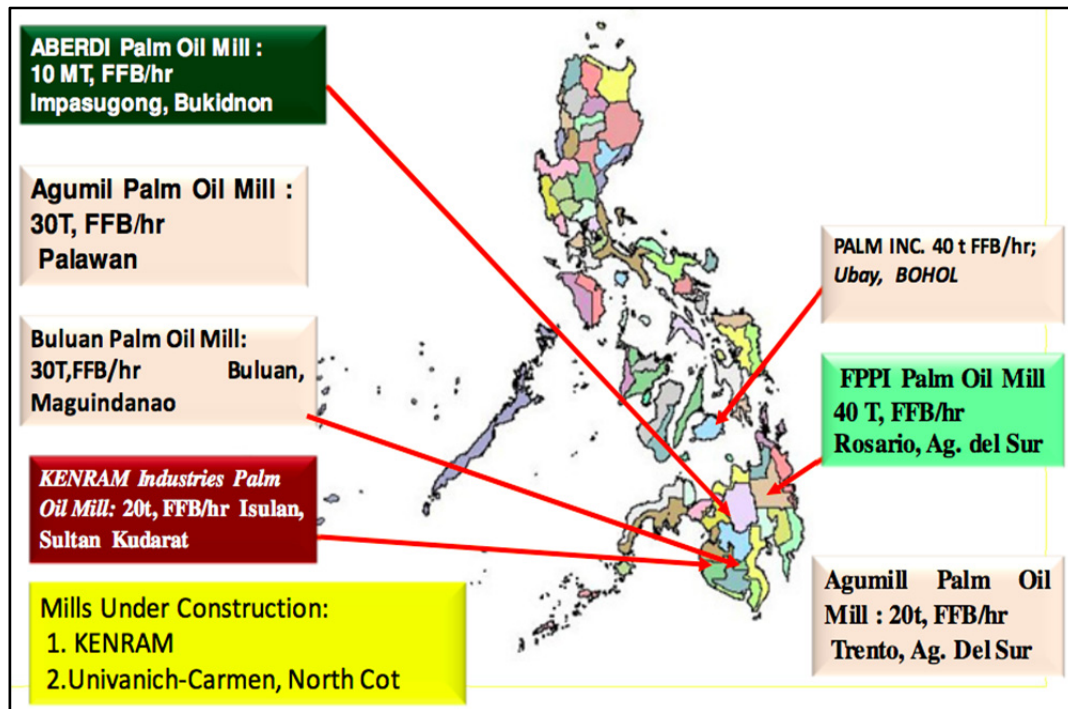 ABERDI Palm Oil Mill :
10 MT, FFB/hr
Impasugong, Bukidnon
Agumil Palm Oil Mill :
30T, FFB/hr
Palawan
Buluan Palm Oil Mill:
30T,FFB/hr Buluan,
Maguindanao
KENRAM Industries Palm
Oil Mill: 20t, FFB/hr Isulan,
Sultan Kudarat
Mills Under Construction:
1. KENRAM
2.Univanich-Carmen, North Cot
PALM INC. 40 t FFB/hr;
Ubay, BOHOL
FPPI Palm Oil Mill
40 T, FFB/hr
Rosario, Ag. del Sur
Agumill Palm Oil
Mill : 20t, FFB/hr
Trento, Ag. Del Sur